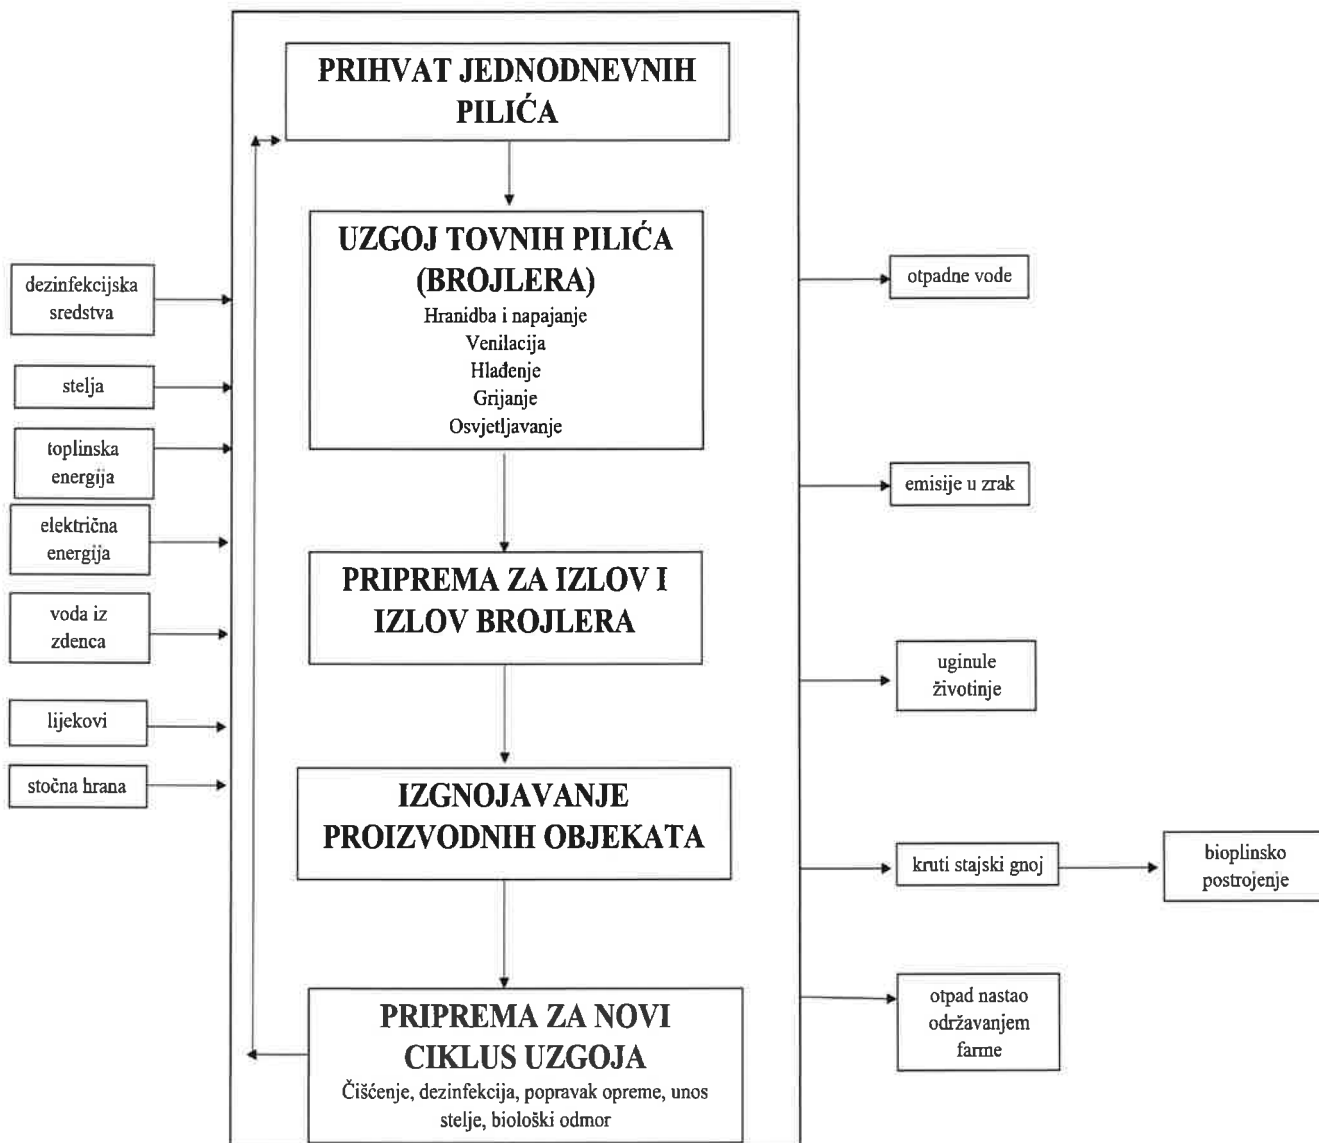 PRIHVAT JEDNODNEVNIH
PILIĆA
UZGOJ TOVNIH PILIĆA
(BROJLERA)
Hranidba i napajanje
Venilacija
Hlađenje
Grijanje
Osvjetljavanje
PRIPREMA ZA IZLOV I
IZLOV BROJLERA
IZGNOJAVANJE
PROIZVODNIH OBJEKATA
PRIPREMA ZA NOVI
CIKLUS UZGOJA
Čišćenje, dezinfekcija, popravak opreme, unos
stelje, biološki odmor
dezinfekcijska
sredstva
stelja
toplinska
energija
električna
energija
voda iz
zdenca
lijekovi
stočna hrana
otpadne vode
emisije u zrak
uginule
životinje
kruti stajski gnoj
bioplinsko
postrojenje
otpad nastao
održavanjem
farme